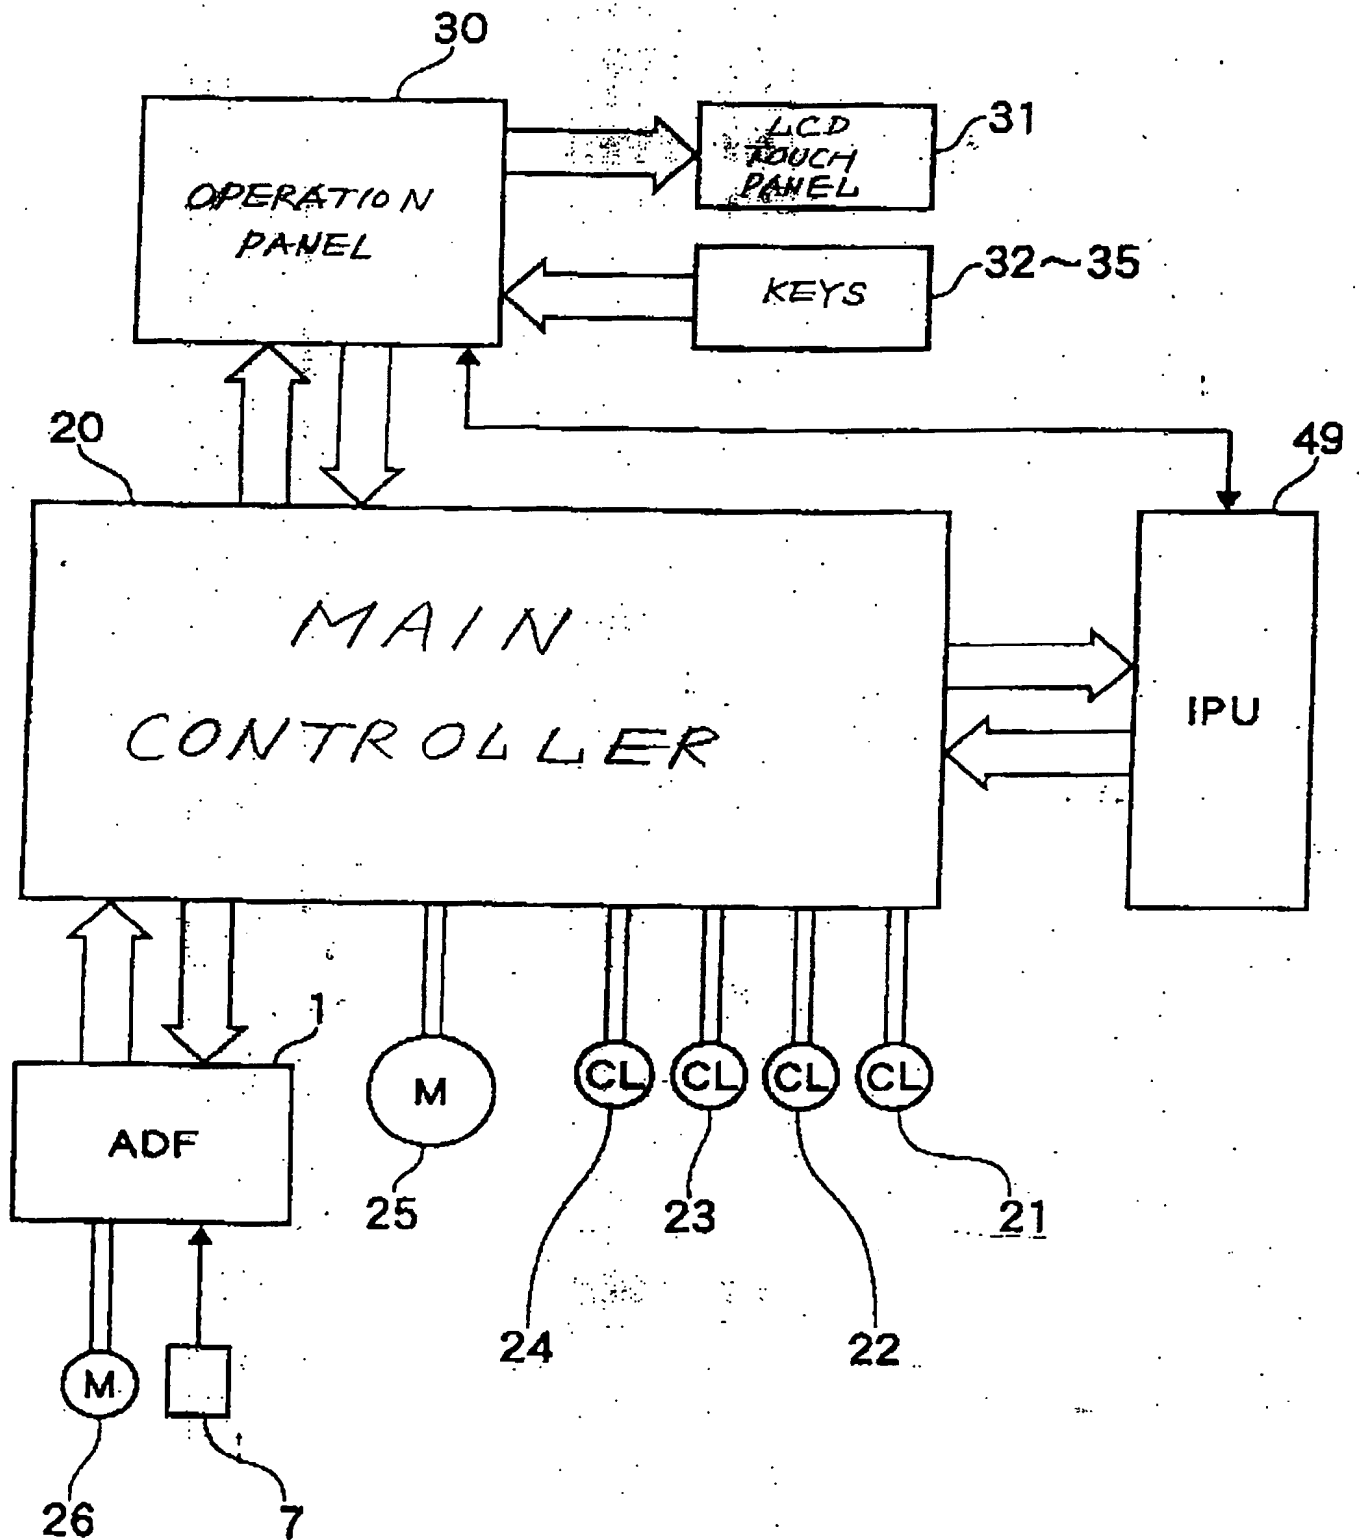 30
OPERATION
PANEL
LCD
TOUCH
PANEL
31
KEYS
32~35
20
49
MAIN
CONTROLLER
IPU
1
ADF
M
25
CL
CL
CL
CL
24
23
22
21
M
26
7